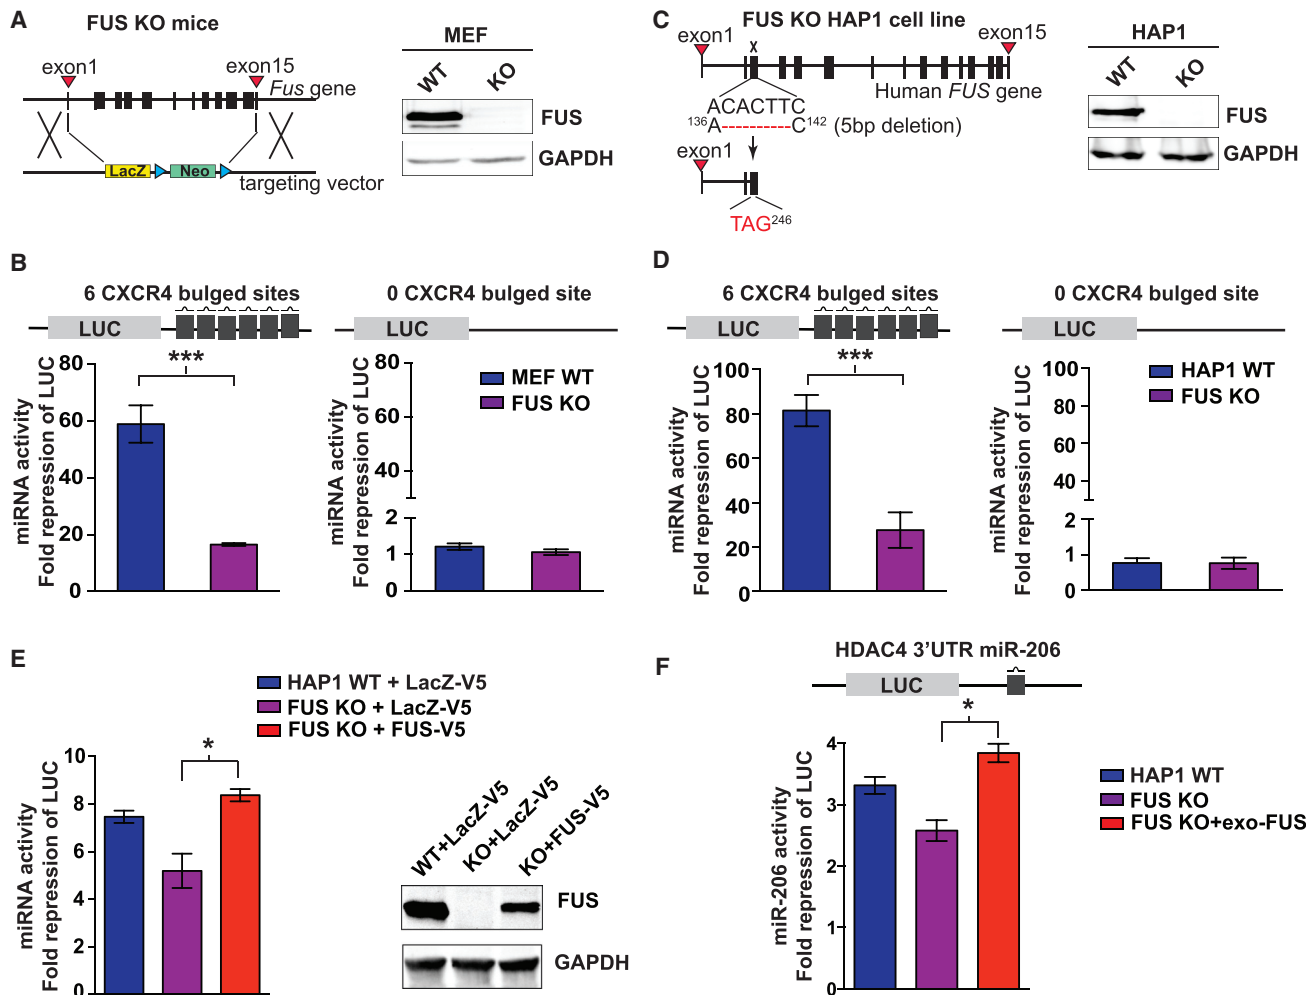 A
FUS KO mice
exon1
exon15
Fus gene
LacZ
Neo
targeting vector
MEF
WT
KO
FUS
GAPDH
C
FUS KO HAP1 cell line
exon1
X
exon15
Human FUS gene
ACACTTC
136A-------C142 (5bp deletion)
exon1
TAG246
HAP1
WT
KO
FUS
GAPDH
B
6 CXCR4 bulged sites
LUC
***
miRNA activity
Fold repression of LUC
80
60
40
20
0
0 CXCR4 bulged site
LUC
MEF WT
FUS KO
miRNA activity
Fold repression of LUC
80
60
40
2
1
0
D
6 CXCR4 bulged sites
LUC
***
miRNA activity
Fold repression of LUC
100
80
60
40
20
0
0 CXCR4 bulged site
LUC
HAP1 WT
FUS KO
miRNA activity
Fold repression of LUC
100
80
60
40
2
1
0
E
HAP1 WT + LacZ-V5
FUS KO + LacZ-V5
FUS KO + FUS-V5
*
miRNA activity
Fold repression of LUC
10
8
6
4
2
0
WT+LacZ-V5
KO+LacZ-V5
KO+FUS-V5
FUS
GAPDH
F
HDAC4 3'UTR miR-206
LUC
*
miR-206 activity
Fold repression of LUC
4
3
2
1
0
HAP1 WT
FUS KO
FUS KO+exo-FUS